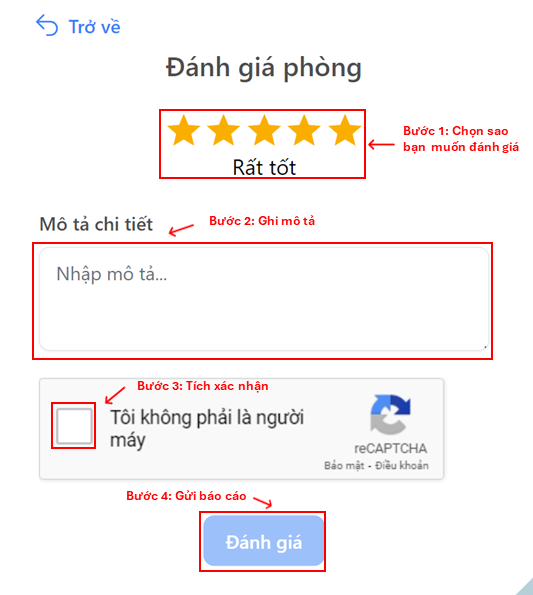 Trở về
Đánh giá phòng
Bước 1: Chọn sao
bạn muốn đánh giá
Rất tốt
Mô tả chi tiết
Bước 2: Ghi mô tả
Nhập mô tả...
Bước 3: Tích xác nhận
Tôi không phải là người
máy
reCAPTCHA
Bảo mật - Điều khoản
Bước 4: Gửi báo cáo
Đánh giá